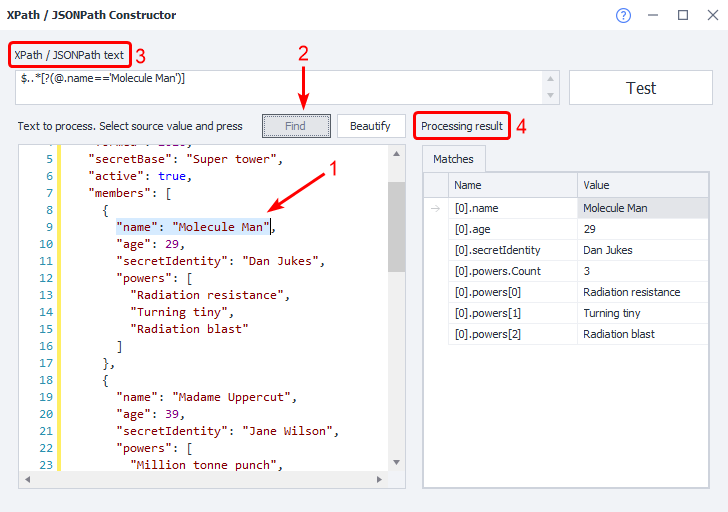 XPath / JSONPath Constructor
XPath / JSONPath text 3
2
$..*[?(@.name=='Molecule Man')]
Test
Text to process. Select source value and press
Find
Beautify
Processing result 4
5 "secretBase": "Super tower",
6 "active": true,
7 "members": [
1
8 {
9 "name": "Molecule Man",
10 "age": 29,
11 "secretIdentity": "Dan Jukes",
12 "powers": [
13 "Radiation resistance",
14 "Turning tiny",
15 "Radiation blast"
16 ]
17 },
18 {
19 "name": "Madame Uppercut",
20 "age": 39,
21 "secretIdentity": "Jane Wilson",
22 "powers": [
23 "Million tonne punch",
Matches
Name Value
[0].name Molecule Man
[0].age 29
[0].secretIdentity Dan Jukes
[0].powers.Count 3
[0].powers[0] Radiation resistance
[0].powers[1] Turning tiny
[0].powers[2] Radiation blast